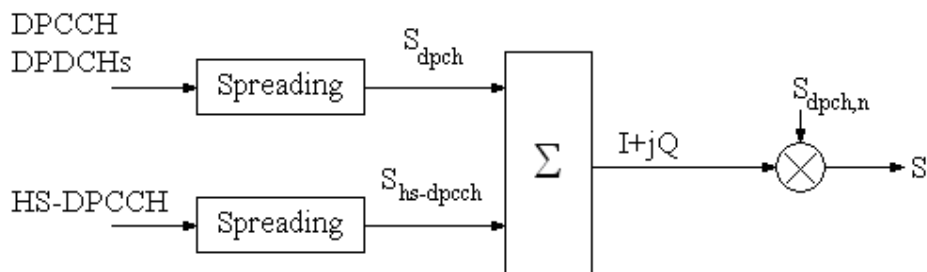 DPCCH
DPDCHs
Spreading
S_dpch
Σ
I+jQ
S_dpch,n
S
HS-DPCCH
Spreading
S_hs-dpcch